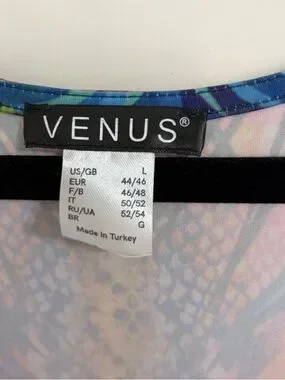 VENUS®
US/GB L
EUR 44/46
F/B 46/48
IT 50/52
RU/UA 52/54
BR G
Made in Turkey